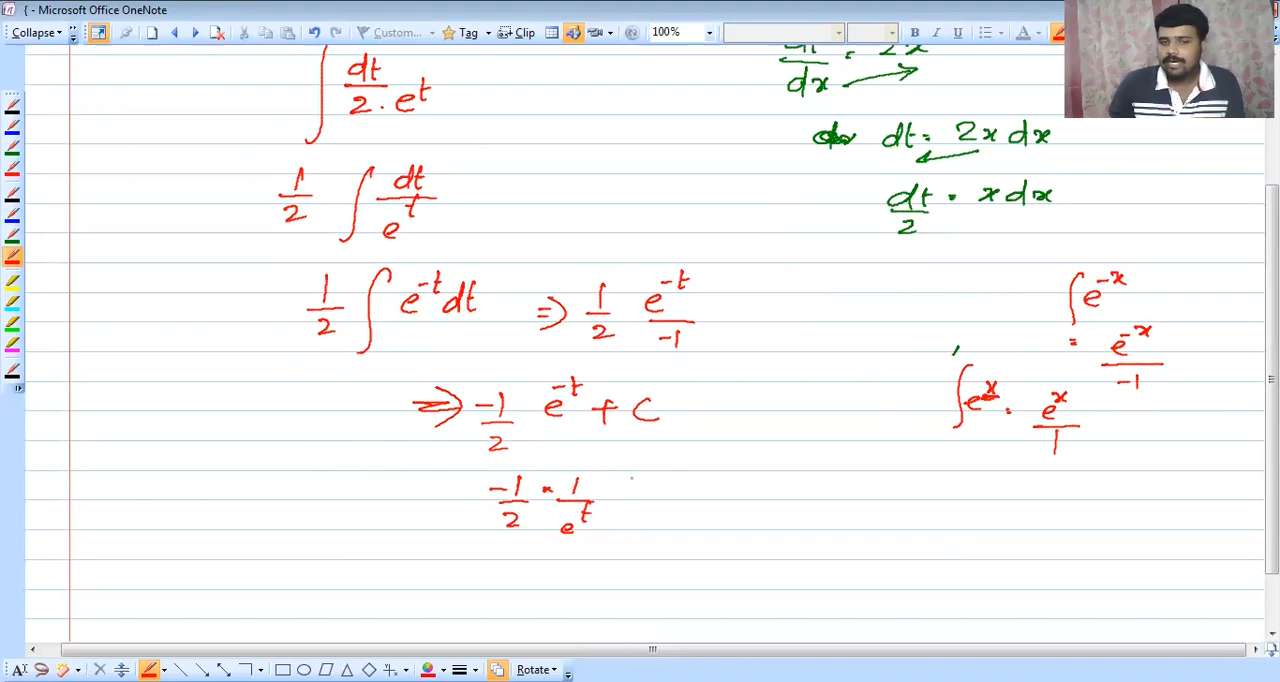 { - Microsoft Office OneNote
Collapse Custom... Tag Clip 100% B I U A
∫ dt/2 . e^t
dt/dx = 2x
dt = 2x dx
1/2 ∫ dt/e^t
dt/2 = x dx
1/2 ∫ e^-t dt ⇒ 1/2 e^-t/-1
∫ e^-x
= e^-x/-1
⇒ -1/2 e^-t + C
∫ e^x = e^x/1
-1/2 × 1/e^t
Rotate